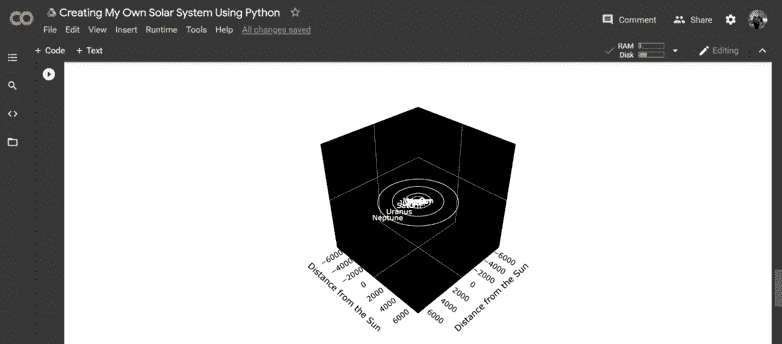 CO
Creating My Own Solar System Using Python
Comment
Share
File Edit View Insert Runtime Tools Help All changes saved
+ Code + Text
RAM
Disk
Editing
Saturn
Uranus
Neptune
−6000
−4000
−2000
0
2000
4000
6000
Distance from the Sun
−6000
−4000
−2000
0
2000
4000
6000
Distance from the Sun